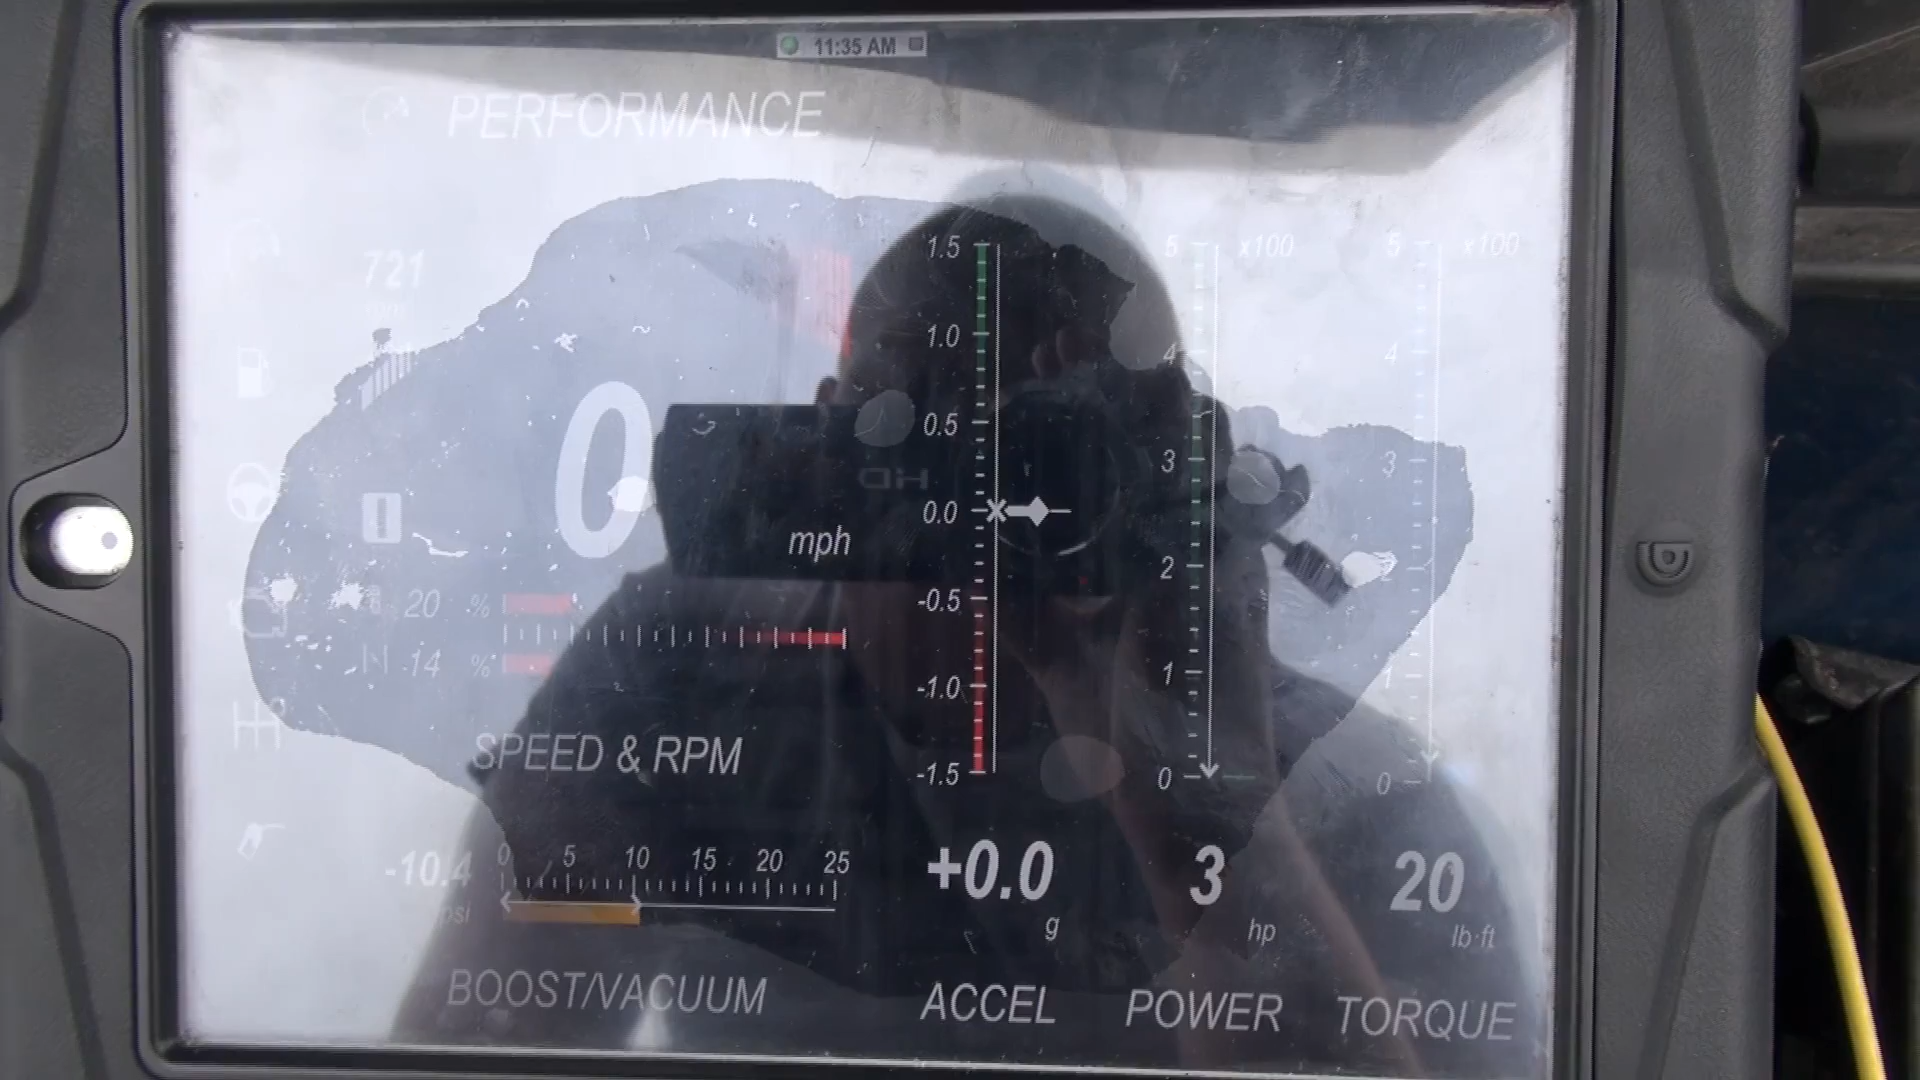 11:35 AM
PERFORMANCE
721
rpm
0
mph
20 %
14 %
SPEED & RPM
-10.4
psi
0 5 10 15 20 25
BOOST/VACUUM
1.5
1.0
0.5
0.0
-0.5
-1.0
-1.5
+0.0
g
ACCEL
5 x100
4
3
2
1
0
3
hp
POWER
5 x100
4
3
2
1
0
20
lb·ft
TORQUE
HD